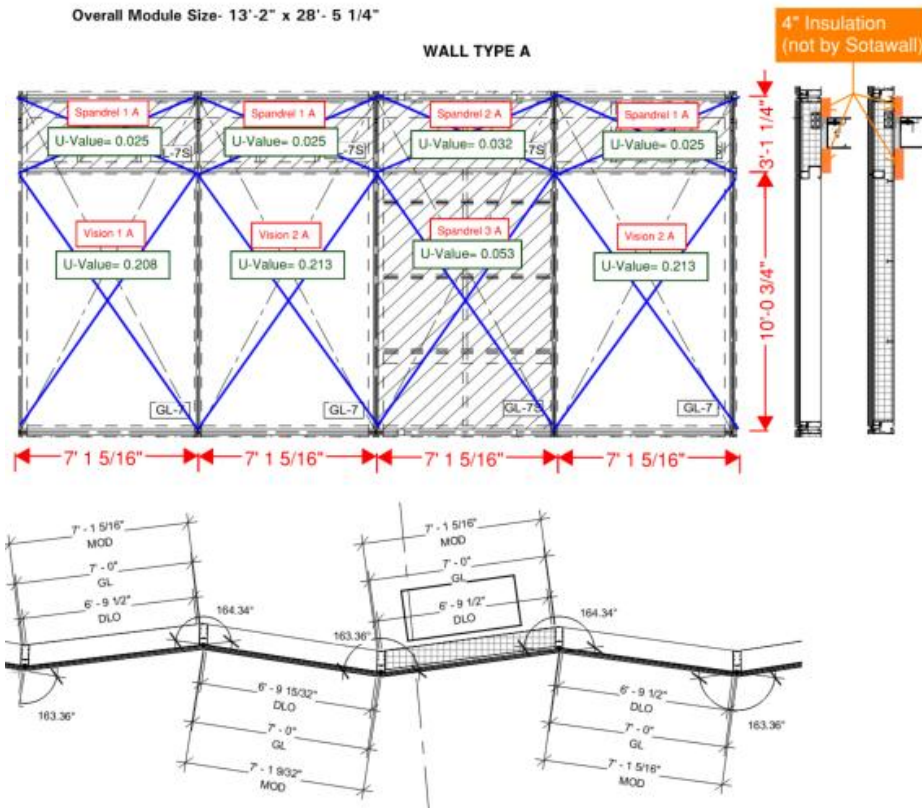 Overall Module Size- 13'-2" x 28'- 5 1/4"
WALL TYPE A
4" Insulation
(not by Sotawall)
Spandrel 1 A
Spandrel 1 A
Spandrel 2 A
Spandrel 1 A
U-Value= 0.025
U-Value= 0.025
U-Value= 0.032
U-Value= 0.025
3'- 1 1/4"
Vision 1 A
Vision 2 A
Spandrel 3 A
Vision 2 A
U-Value= 0.208
U-Value= 0.213
U-Value= 0.053
U-Value= 0.213
10'-0 3/4"
GL-7
GL-7
GL-7S
GL-7
7' 1 5/16"
7' 1 5/16"
7' 1 5/16"
7' 1 5/16"
7' - 1 5/16"
MOD
7' - 0"
GL
6' - 9 1/2"
DLO
164.34°
163.36°
7' - 1 5/16"
MOD
7' - 0"
GL
6' - 9 1/2"
DLO
164.34°
163.36°
6' - 9 15/32"
DLO
7' - 0"
GL
7' - 1 9/32"
MOD
6' - 9 1/2"
DLO
7' - 0"
GL
7' - 1 5/16"
MOD
163.36°